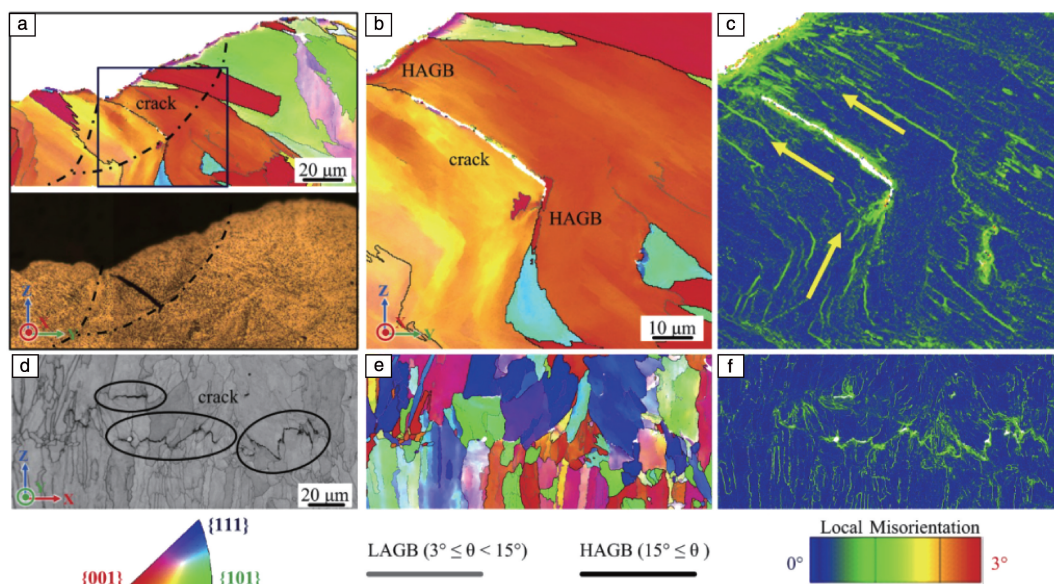 a
crack
20 μm
Z
X
Y
b
HAGB
crack
HAGB
10 μm
Z
X
Y
c
d
crack
Z
Y
X
20 μm
e
f
{111}
{001}
{101}
LAGB (3° ≤ θ < 15°)
HAGB (15° ≤ θ )
Local Misorientation
0°
3°